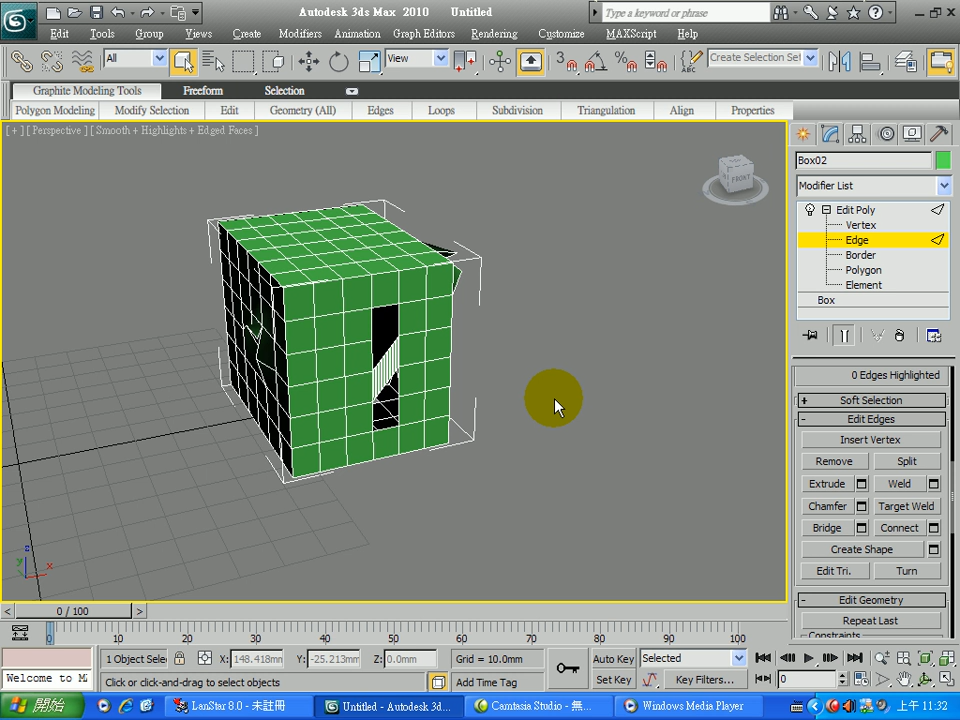 Autodesk 3ds Max 2010 Untitled
Type a keyword or phrase
Edit Tools Group Views Create Modifiers Animation Graph Editors Rendering Customize MAXScript Help
All View Create Selection Set
Graphite Modeling Tools Freeform Selection
Polygon Modeling Modify Selection Edit Geometry (All) Edges Loops Subdivision Triangulation Align Properties
[ + ] [ Perspective ] [ Smooth + Highlights + Edged Faces ]
FRONT
Box02
Modifier List
Edit Poly
Vertex
Edge
Border
Polygon
Element
Box
0 Edges Highlighted
+ Soft Selection
- Edit Edges
Insert Vertex
Remove Split
Extrude Weld
Chamfer Target Weld
Bridge Connect
Create Shape
Edit Tri. Turn
- Edit Geometry
Repeat Last
Constraints
z
y
x
< 0 / 100 >
0 10 20 30 40 50 60 70 80 90 100
1 Object Selec X: 148.418mm Y: -25.213mm Z: 0.0mm Grid = 10.0mm Auto Key Selected
Welcome to M Click or click-and-drag to select objects Add Time Tag Set Key Key Filters... 0
開始 LanStar 8.0 - 未註冊 Untitled - Autodesk 3d... Camtasia Studio - 無... Windows Media Player 上午 11:32